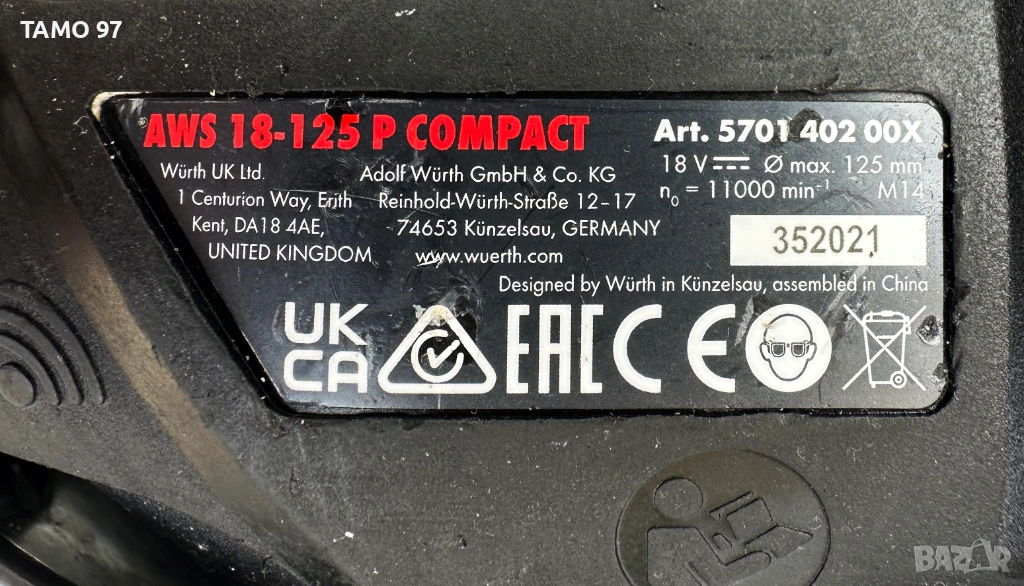 TAMO 97
AWS 18-125 P COMPACT
Art. 5701 402 00X
Würth UK Ltd.
1 Centurion Way, Erith
Kent, DA18 4AE,
UNITED KINGDOM
Adolf Würth GmbH & Co. KG
Reinhold-Würth-Straße 12–17
74653 Künzelsau, GERMANY
www.wuerth.com
18 V ⎓ Ø max. 125 mm
n₀ = 11000 min⁻¹ M14
352021
Designed by Würth in Künzelsau, assembled in China
UK
CA
EAC
CE
BAZAR